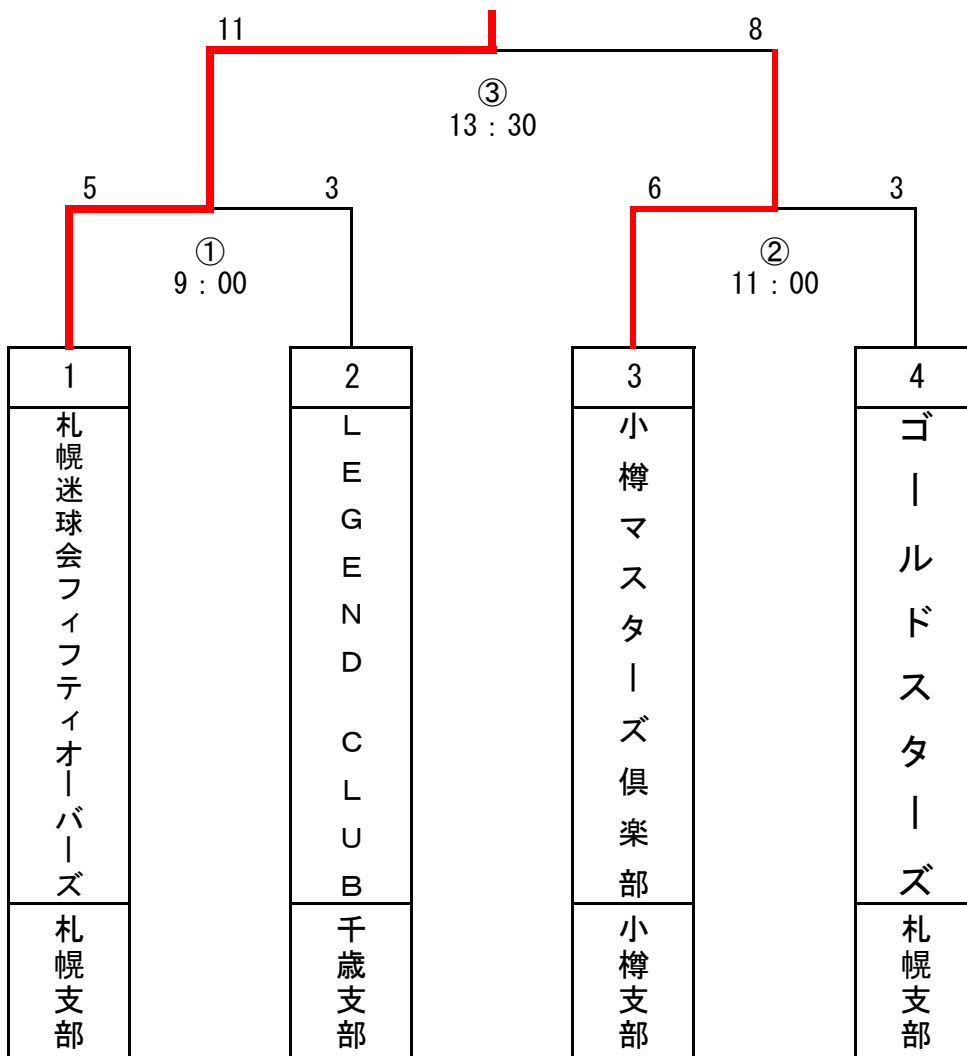 11
8
③
13：30
5
3
6
3
①
9：00
②
11：00
1
2
3
4
札幌迷球会フィフティオーバーズ
ＬＥＧＥＮＤ　ＣＬＵＢ
小樽マスターズ倶楽部
ゴールドスターズ
札幌支部
千歳支部
小樽支部
札幌支部